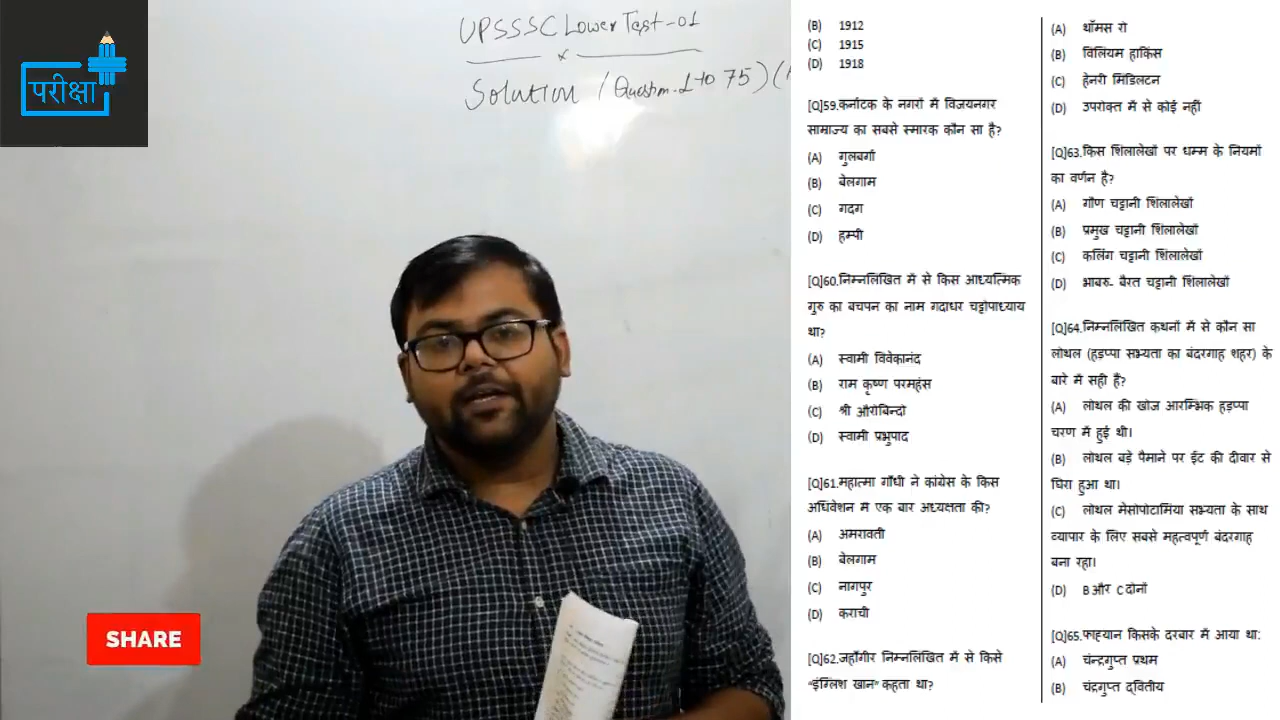 परीक्षा
UPSSSC Lower Test-01
Solution (Question. 1 to 75)
SHARE
(B) 1912
(C) 1915
(D) 1918
[Q]59.कर्नाटक के नगरों में विजयनगर
साम्राज्य का सबसे स्मारक कौन सा है?
(A) गुलबर्गा
(B) बेलगाम
(C) गदग
(D) हम्पी
[Q]60.निम्नलिखित में से किस आध्यत्मिक
गुरु का बचपन का नाम गदाधर चट्टोपाध्याय
था?
(A) स्वामी विवेकानंद
(B) राम कृष्ण परमहंस
(C) श्री औरोबिन्दो
(D) स्वामी प्रभुपाद
[Q]61.महात्मा गाँधी ने कांग्रेस के किस
अधिवेशन में एक बार अध्यक्षता की?
(A) अमरावती
(B) बेलगाम
(C) नागपुर
(D) कराची
[Q]62.जहाँगीर निम्नलिखित में से किसे
"इंग्लिश खान" कहता था?
(A) थॉमस रो
(B) विलियम हाकिंस
(C) हेनरी मिडिलटन
(D) उपरोक्त में से कोई नहीं
[Q]63.किस शिलालेखों पर धम्म के नियमों
का वर्णन है?
(A) गौण चट्टानी शिलालेखों
(B) प्रमुख चट्टानी शिलालेखों
(C) कलिंग चट्टानी शिलालेखों
(D) भाबरु- बैरत चट्टानी शिलालेखों
[Q]64.निम्नलिखित कथनों में से कौन सा
लोथल (हड़प्पा सभ्यता का बंदरगाह शहर) के
बारे में सही हैं?
(A) लोथल की खोज आरम्भिक हड़प्पा
चरण में हुई थी।
(B) लोथल बड़े पैमाने पर ईंट की दीवार से
घिरा हुआ था।
(C) लोथल मेसोपोटामिया सभ्यता के साथ
व्यापार के लिए सबसे महत्वपूर्ण बंदरगाह
बना रहा।
(D) B और C दोनों
[Q]65.फाह्यान किसके दरबार में आया था:
(A) चंन्द्रगुप्त प्रथम
(B) चंद्रगुप्त द्वितीय